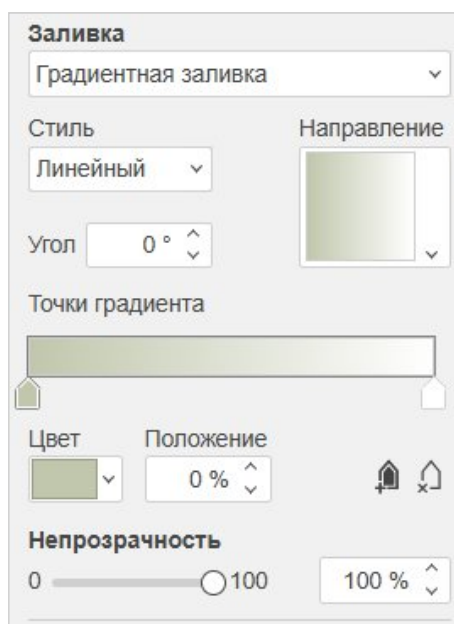 Заливка
Градиентная заливка
Стиль
Направление
Линейный
Угол 0 °
Точки градиента
Цвет Положение
0 %
Непрозрачность
0 100 100 %